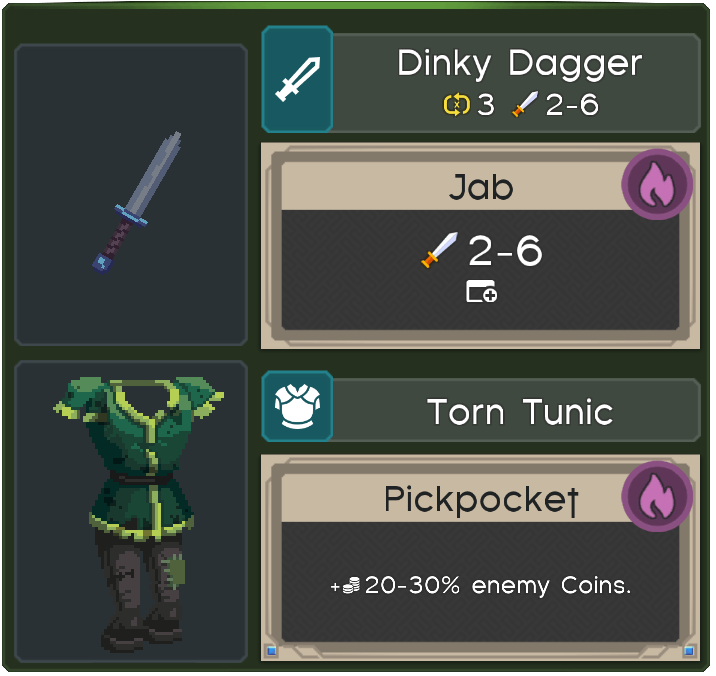 Dinky Dagger
3 2-6
Jab
2-6
Torn Tunic
Pickpocket
+20-30% enemy Coins.